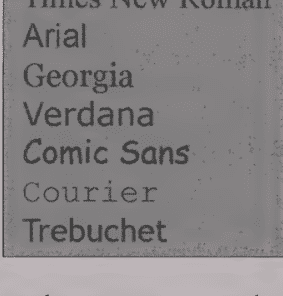 Times New Roman
Arial
Georgia
Verdana
Comic Sans
Courier
Trebuchet